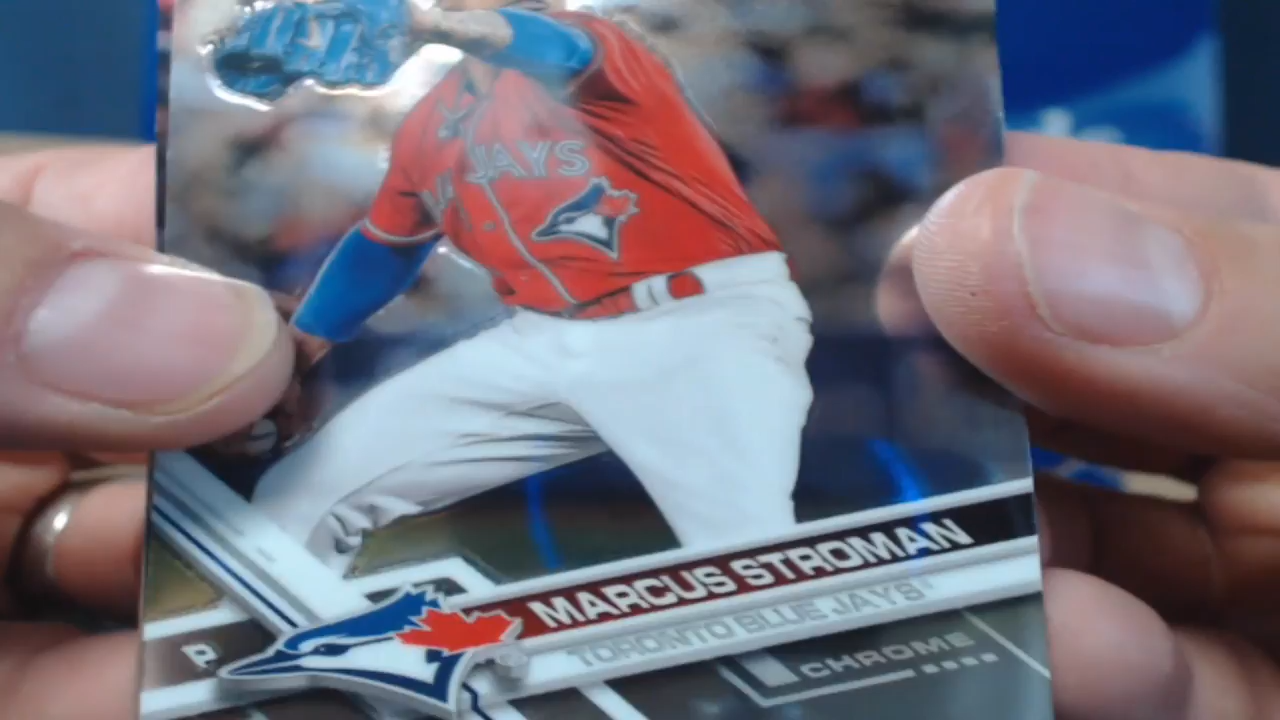 JAYS
MARCUS STROMAN
TORONTO BLUE JAYS
P
CHROME